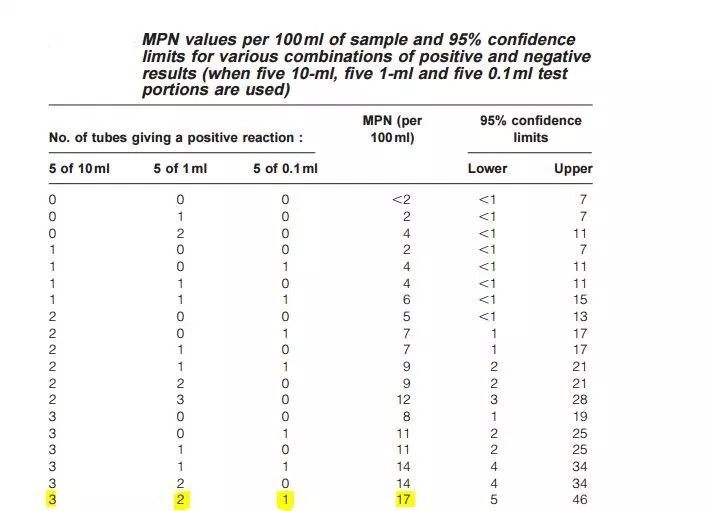 MPN values per 100 ml of sample and 95% confidence
limits for various combinations of positive and negative
results (when five 10-ml, five 1-ml and five 0.1 ml test
portions are used)
No. of tubes giving a positive reaction : MPN (per 100 ml) 95% confidence limits
5 of 10 ml 5 of 1 ml 5 of 0.1 ml Lower Upper
0 0 0 <2 <1 7
0 1 0 2 <1 7
0 2 0 4 <1 11
1 0 0 2 <1 7
1 0 1 4 <1 11
1 1 0 4 <1 11
1 1 1 6 <1 15
2 0 0 5 <1 13
2 0 1 7 1 17
2 1 0 7 1 17
2 1 1 9 2 21
2 2 0 9 2 21
2 3 0 12 3 28
3 0 0 8 1 19
3 0 1 11 2 25
3 1 0 11 2 25
3 1 1 14 4 34
3 2 0 14 4 34
3 2 1 17 5 46